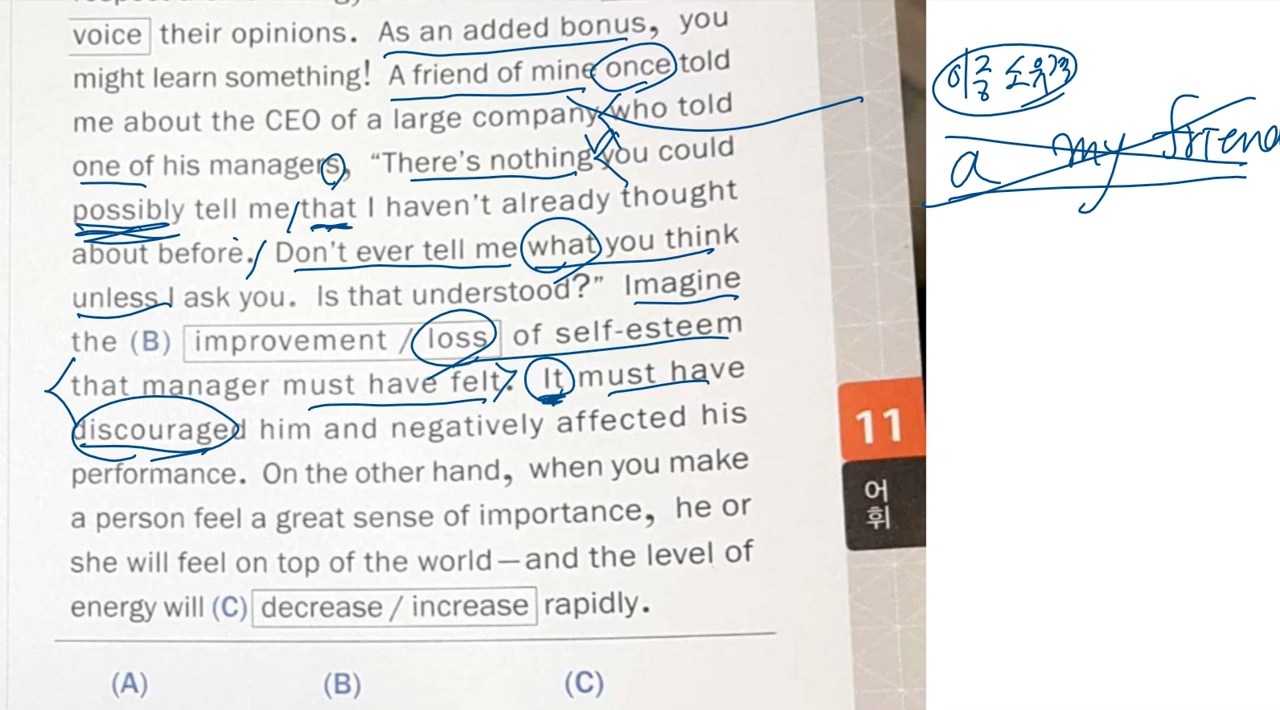 voice their opinions. As an added bonus, you
might learn something! A friend of mine once told
me about the CEO of a large company who told
one of his managers, “There’s nothing you could
possibly tell me that I haven’t already thought
about before. Don’t ever tell me what you think
unless I ask you. Is that understood?” Imagine
the (B) improvement / loss of self-esteem
that manager must have felt. It must have
discouraged him and negatively affected his
performance. On the other hand, when you make
a person feel a great sense of importance, he or
she will feel on top of the world—and the level of
energy will (C) decrease / increase rapidly.
(A) (B) (C)
11
어휘
이중 소유격
a my friend